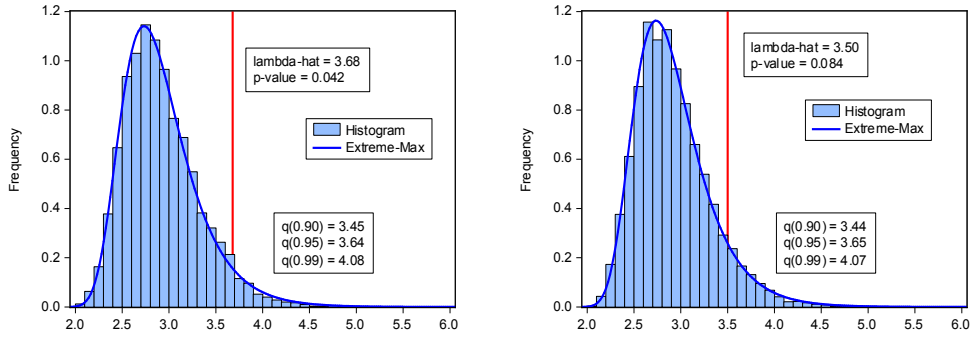 1.2
1.0
0.8
0.6
0.4
0.2
0.0
Frequency
lambda-hat = 3.68
p-value = 0.042
Histogram
Extreme-Max
q(0.90) = 3.45
q(0.95) = 3.64
q(0.99) = 4.08
2.0 2.5 3.0 3.5 4.0 4.5 5.0 5.5 6.0
1.2
1.0
0.8
0.6
0.4
0.2
0.0
Frequency
lambda-hat = 3.50
p-value = 0.084
Histogram
Extreme-Max
q(0.90) = 3.44
q(0.95) = 3.65
q(0.99) = 4.07
2.0 2.5 3.0 3.5 4.0 4.5 5.0 5.5 6.0